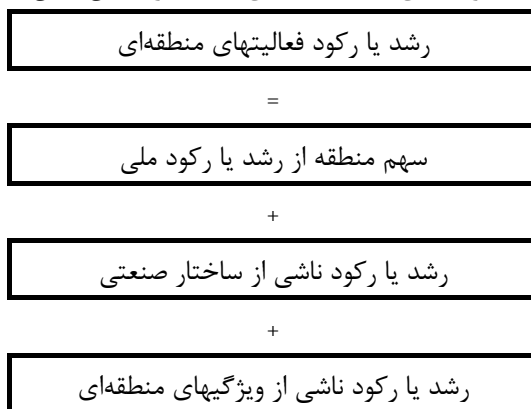 رشد یا رکود فعالیتهای منطقه‌ای
=
سهم منطقه از رشد یا رکود ملی
+
رشد یا رکود ناشی از ساختار صنعتی
+
رشد یا رکود ناشی از ویژگیهای منطقه‌ای